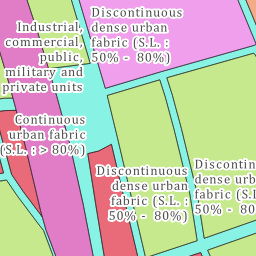 Industrial,
commercial,
public,
military and
private units
Discontinuous
dense urban
fabric (S.L. :
50% - 80%)
Continuous
urban fabric
(S.L. : > 80%)
Discontinuous
dense urban
fabric (S.L. :
50% - 80%)
Discontin
dense urb
fabric (S.L
50% - 80